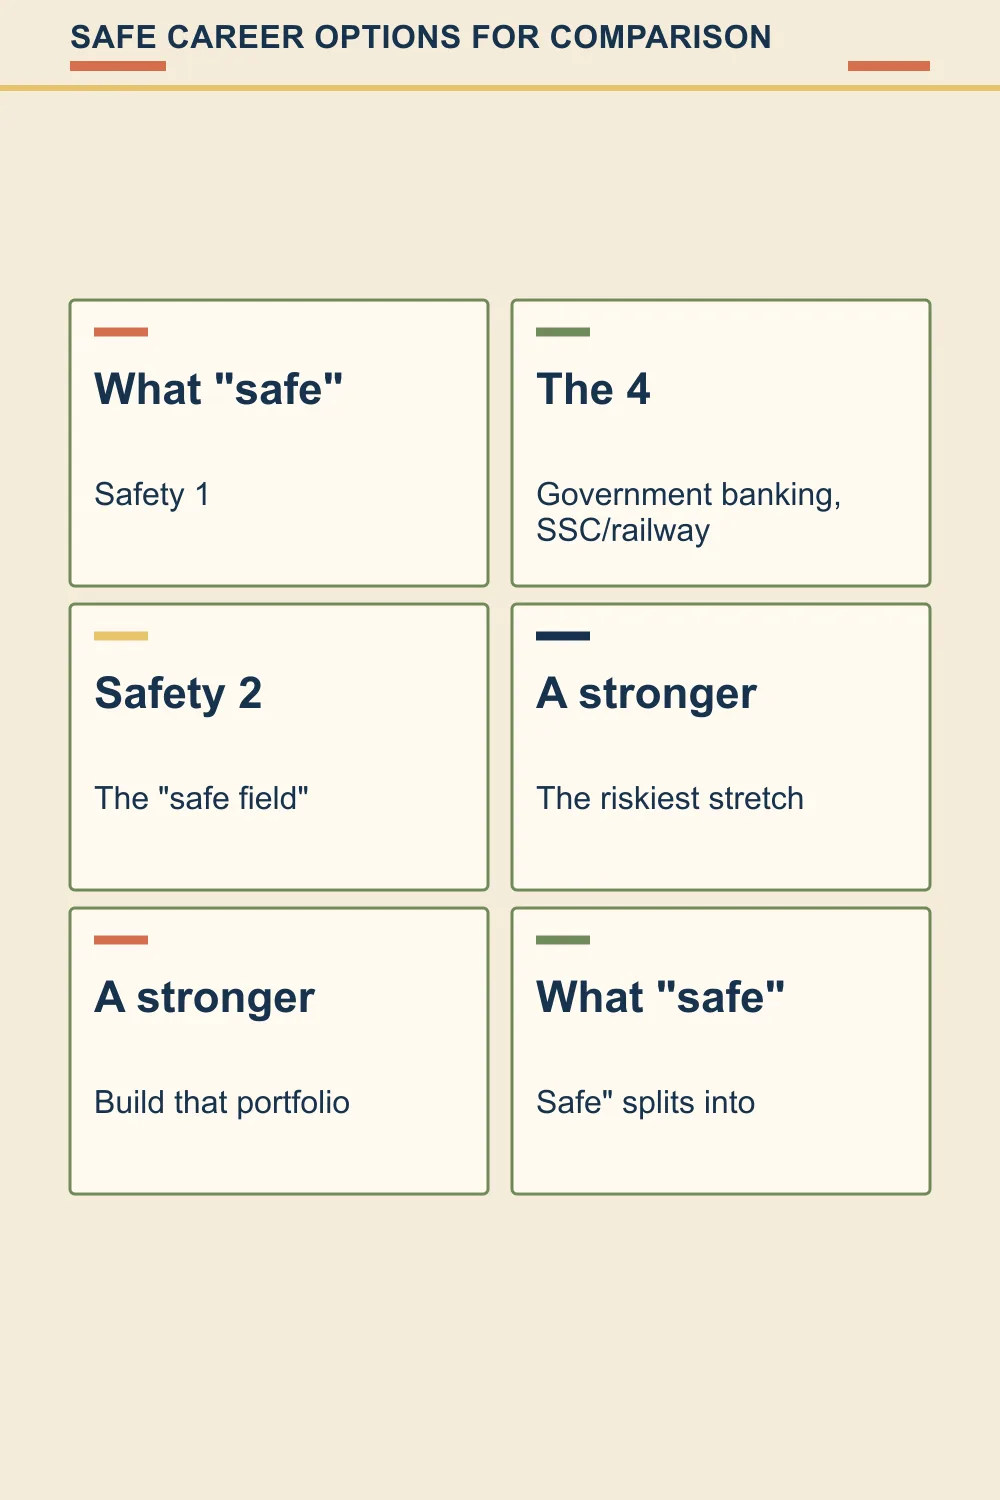 SAFE CAREER OPTIONS FOR COMPARISON
What "safe"
Safety 1
The 4
Government banking,
SSC/railway
Safety 2
The "safe field"
A stronger
The riskiest stretch
A stronger
Build that portfolio
What "safe"
Safe" splits into